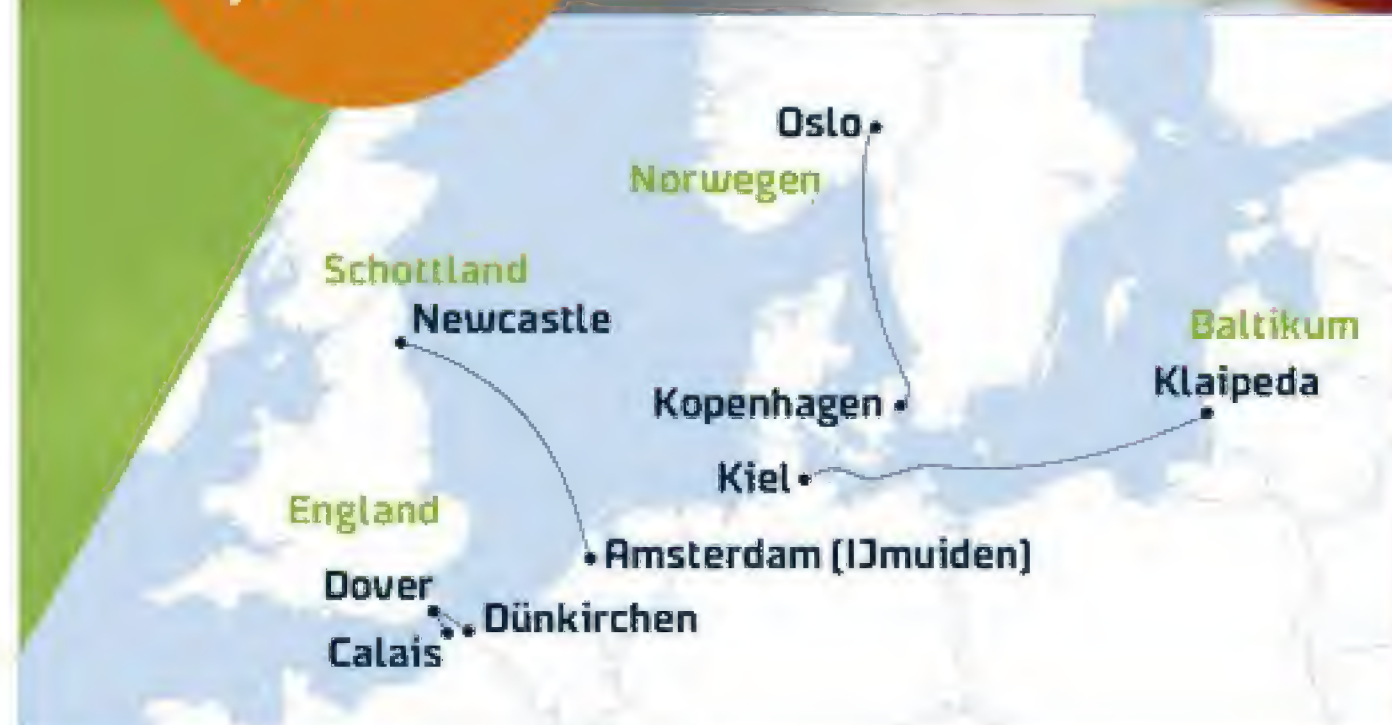 Oslo
Norwegen
Schottland
Newcastle
Baltikum
Klaipeda
Kopenhagen
Kiel
England
Amsterdam (IJmuiden)
Dover
Dünkirchen
Calais